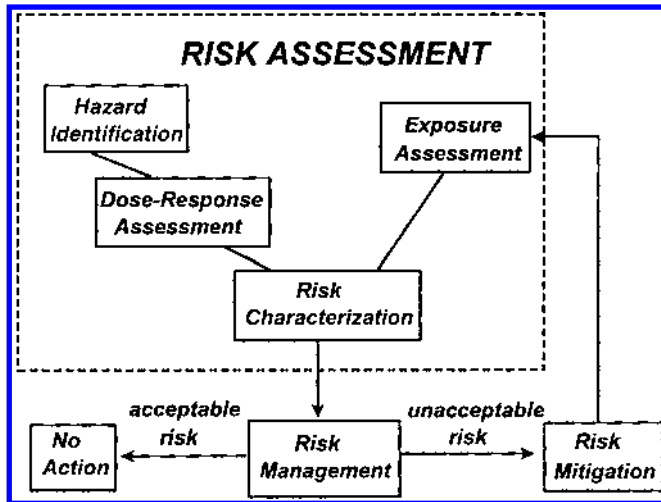 RISK ASSESSMENT
Hazard
Identification
Exposure
Assessment
Dose-Response
Assessment
Risk
Characterization
acceptable
risk
unacceptable
risk
No
Action
Risk
Management
Risk
Mitigation